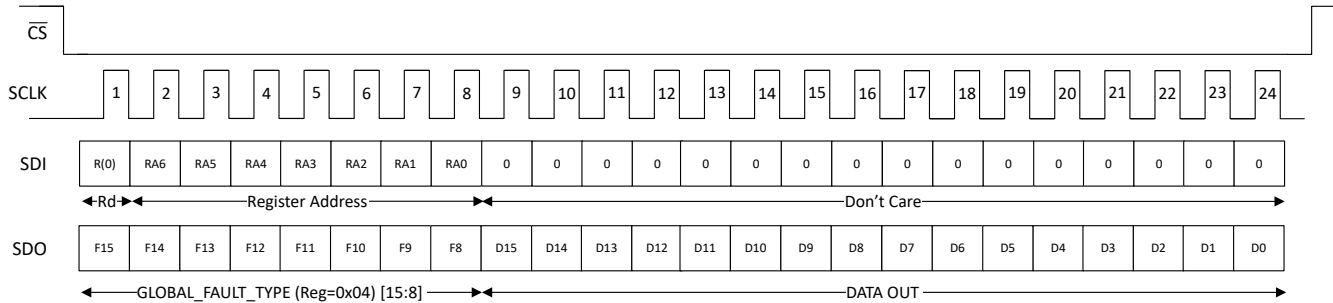 CS
SCLK 1 2 3 4 5 6 7 8 9 10 11 12 13 14 15 16 17 18 19 20 21 22 23 24
SDI R(0) RA6 RA5 RA4 RA3 RA2 RA1 RA0 0 0 0 0 0 0 0 0 0 0 0 0 0 0 0 0
Rd Register Address Don't Care
SDO F15 F14 F13 F12 F11 F10 F9 F8 D15 D14 D13 D12 D11 D10 D9 D8 D7 D6 D5 D4 D3 D2 D1 D0
GLOBAL_FAULT_TYPE (Reg=0x04) [15:8] DATA OUT